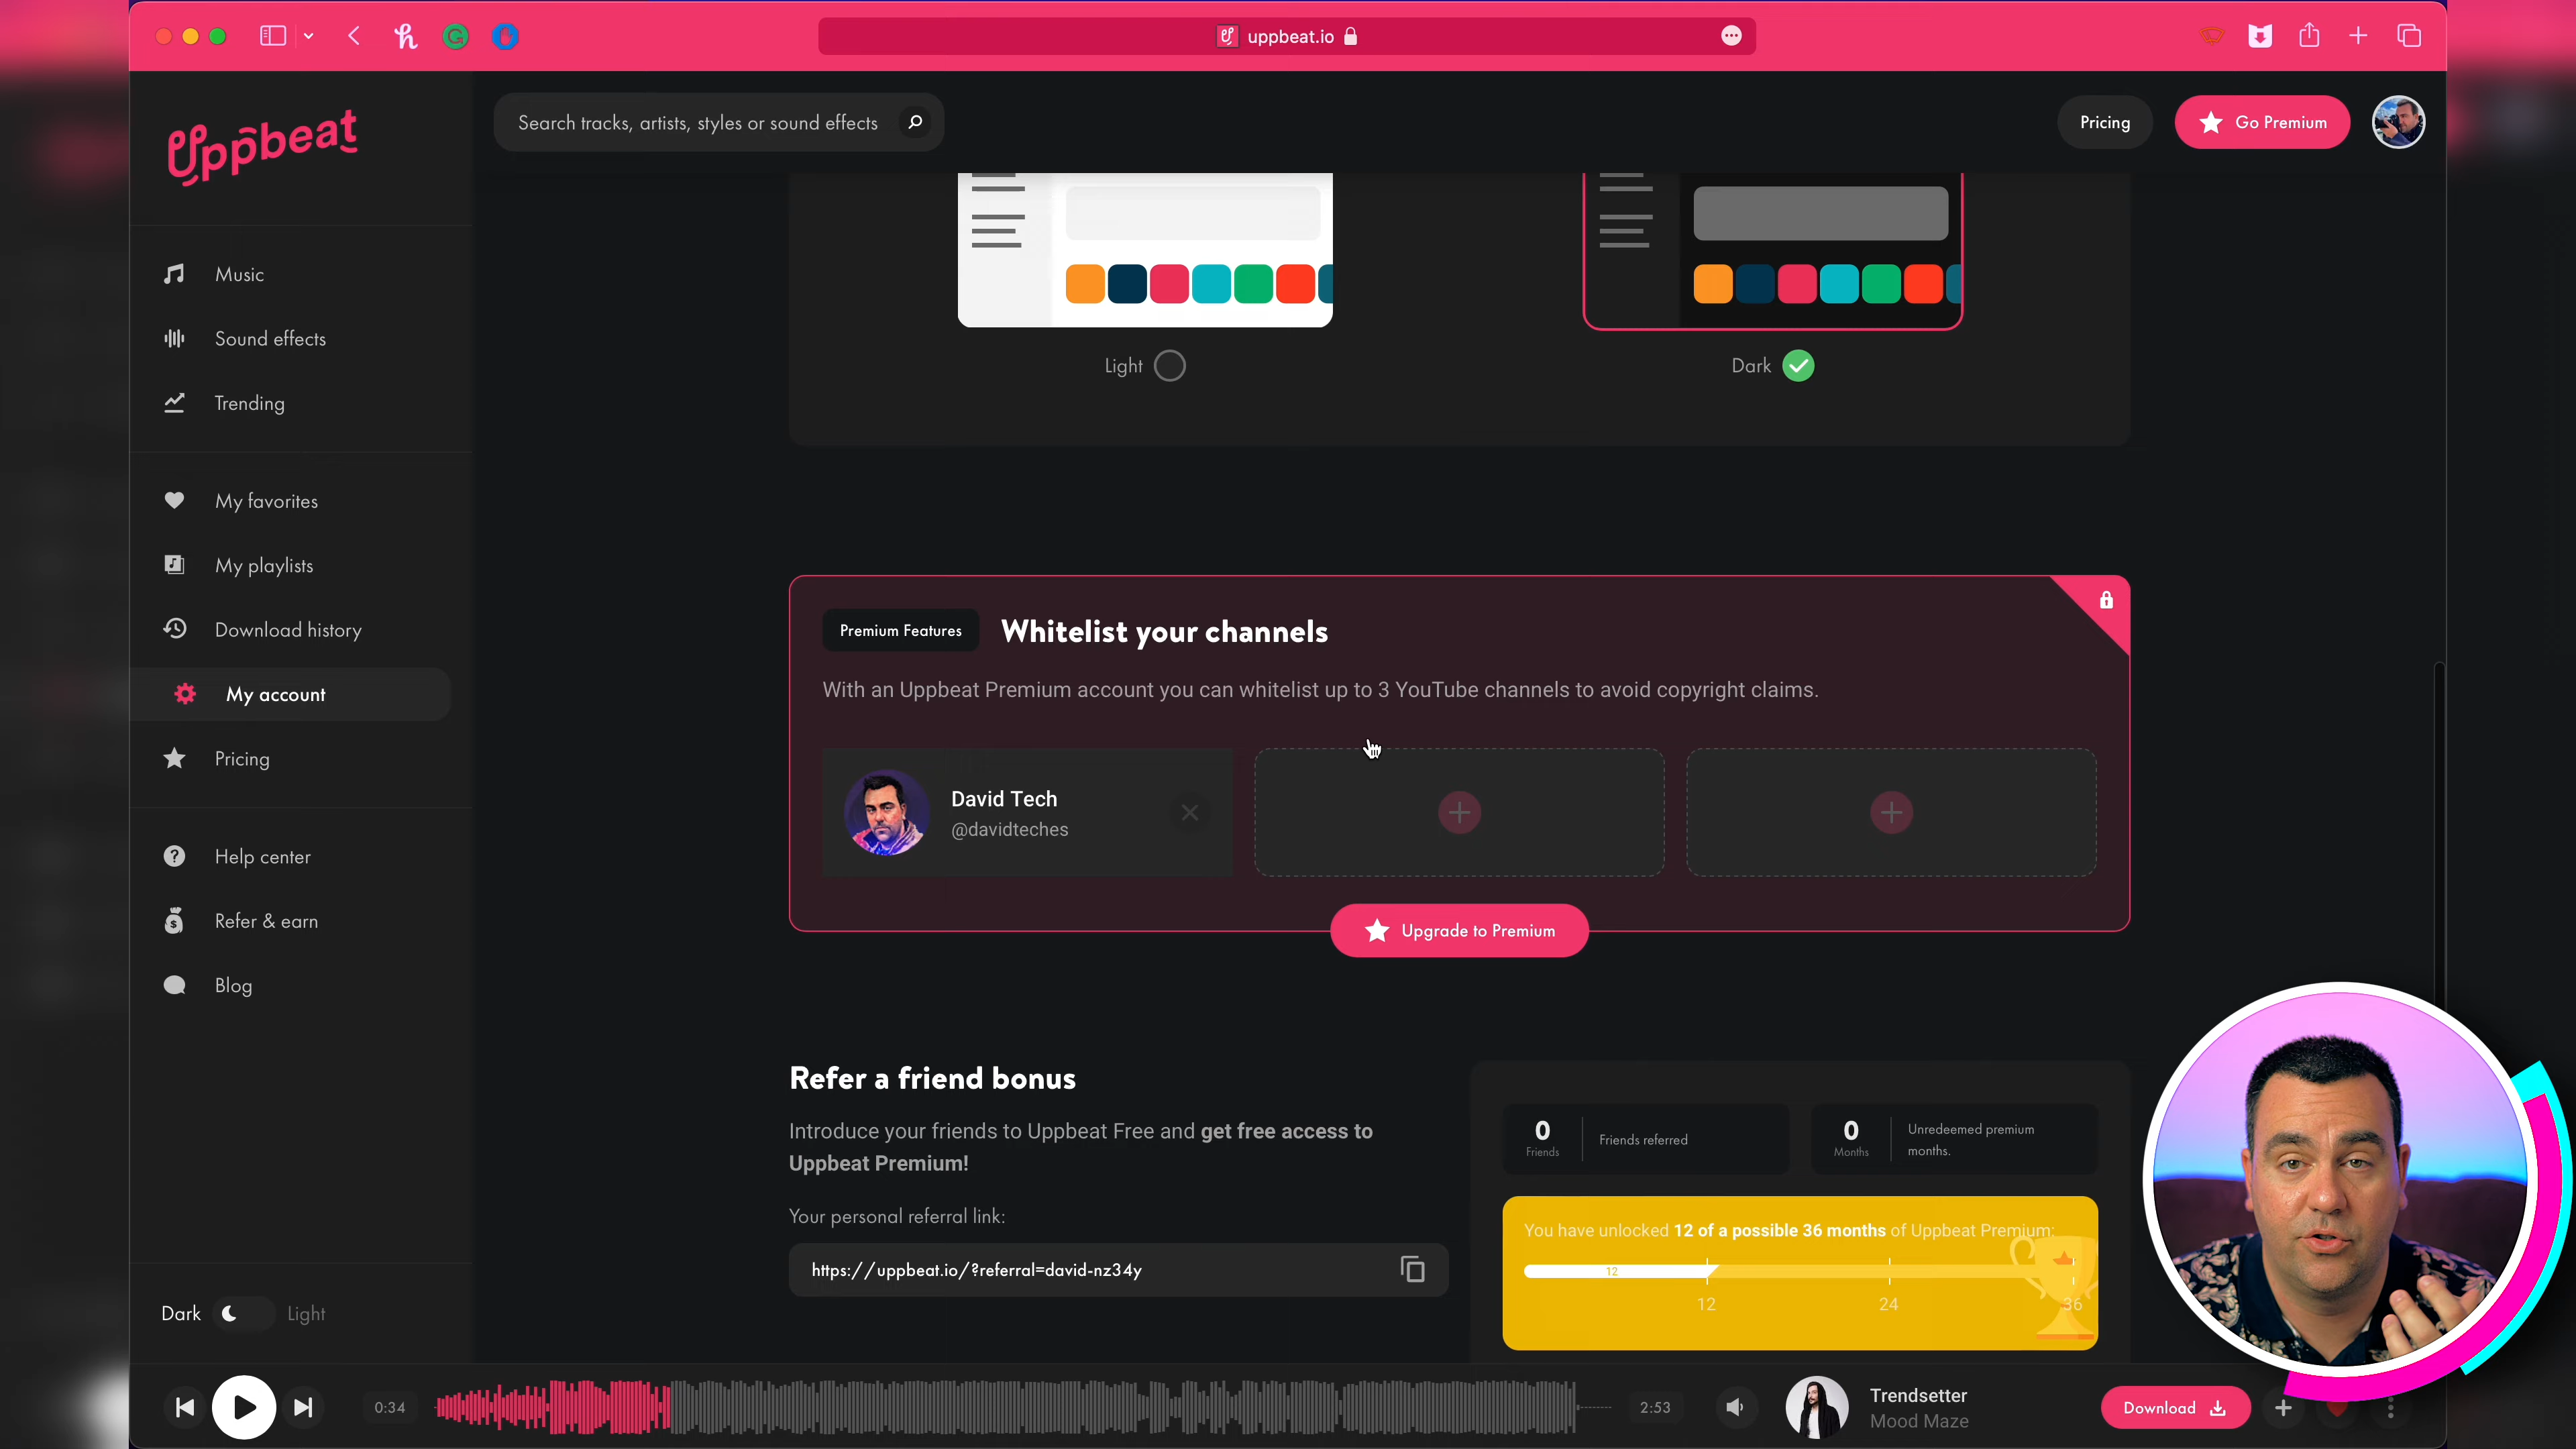 uppbeat.io
Uppbeat
Search tracks, artists, styles or sound effects
Pricing
Go Premium
Music
Sound effects
Trending
My favorites
My playlists
Download history
My account
Pricing
Help center
Refer & earn
Blog
Dark
Light
Light
Dark
Premium Features
Whitelist your channels
With an Uppbeat Premium account you can whitelist up to 3 YouTube channels to avoid copyright claims.
David Tech
@davidteches
Upgrade to Premium
Refer a friend bonus
Introduce your friends to Uppbeat Free and get free access to
Uppbeat Premium!
Your personal referral link:
https://uppbeat.io/?referral=david-nz34y
0
Friends
Friends referred
0
Months
Unredeemed premium
months.
You have unlocked 12 of a possible 36 months of Uppbeat Premium:
12
12
24
36
0:34
2:53
Trendsetter
Mood Maze
Download